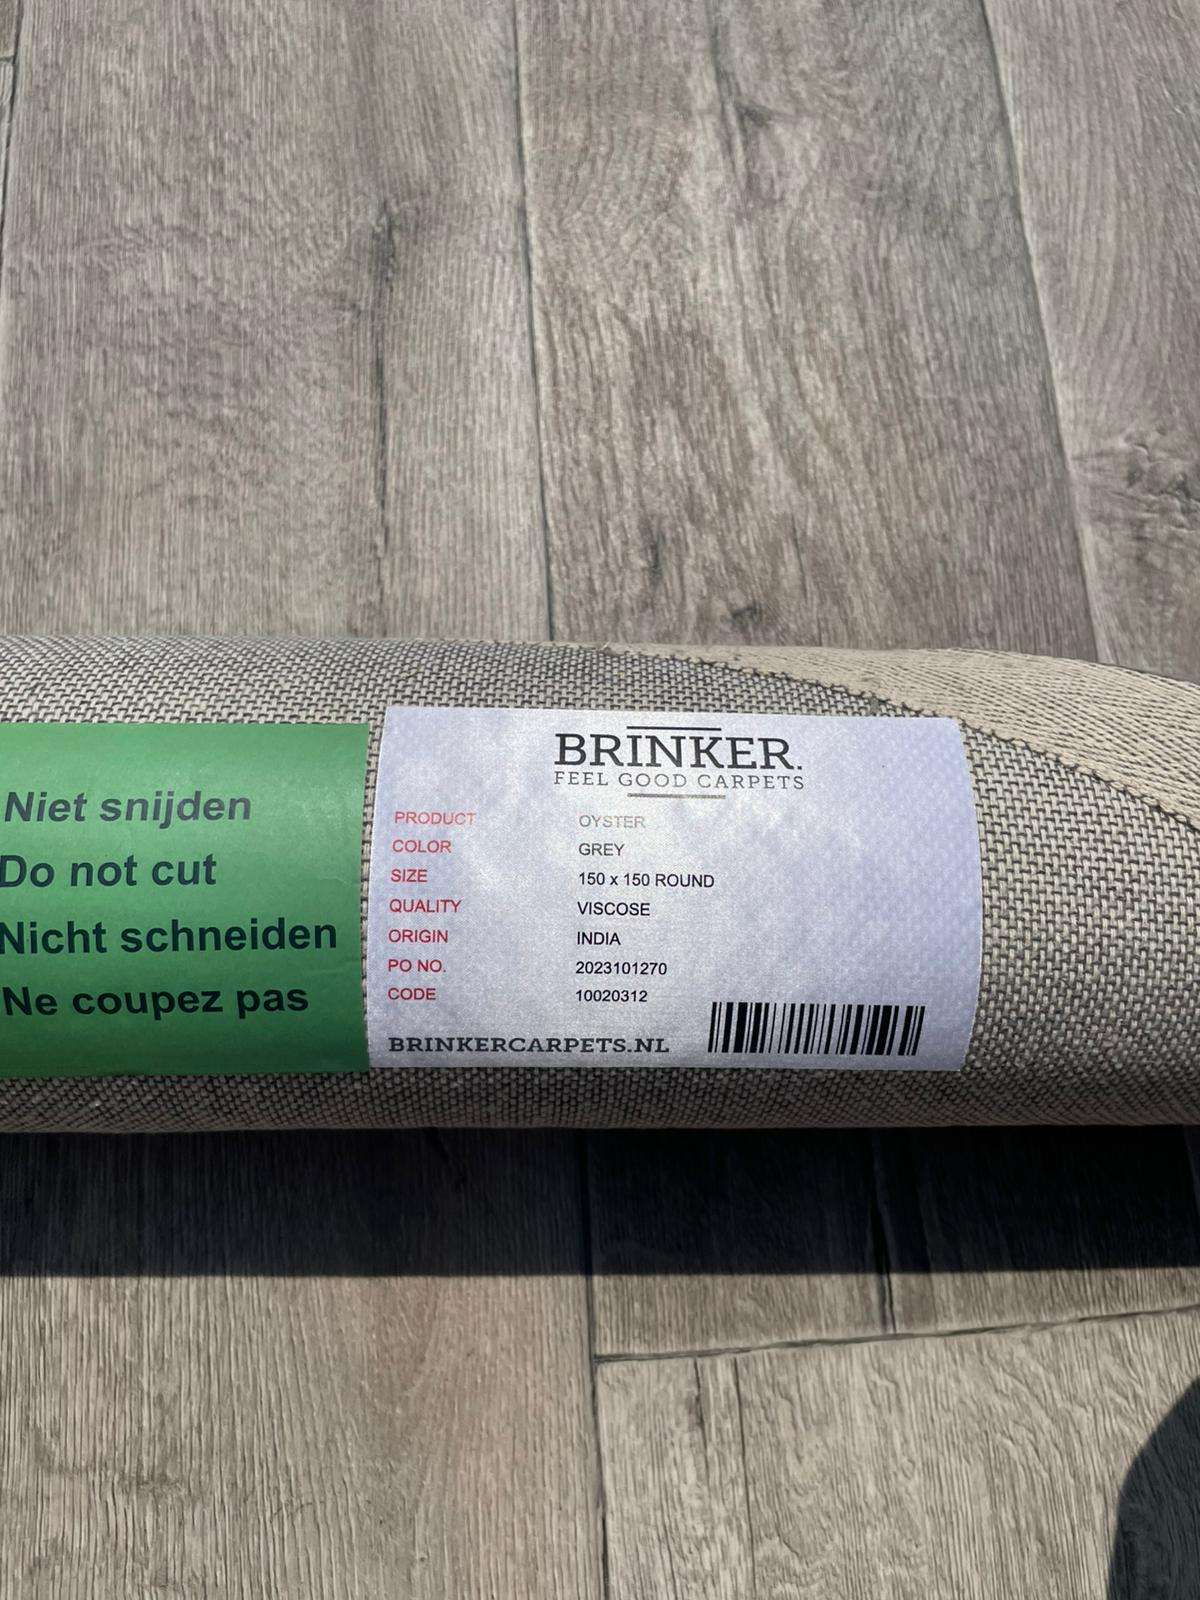 Niet snijden
Do not cut
Nicht schneiden
Ne coupez pas
BRINKER.
FEEL GOOD CARPETS
PRODUCT OYSTER
COLOR GREY
SIZE 150 x 150 ROUND
QUALITY VISCOSE
ORIGIN INDIA
PO NO. 2023101270
CODE 10020312
BRINKERCARPETS.NL